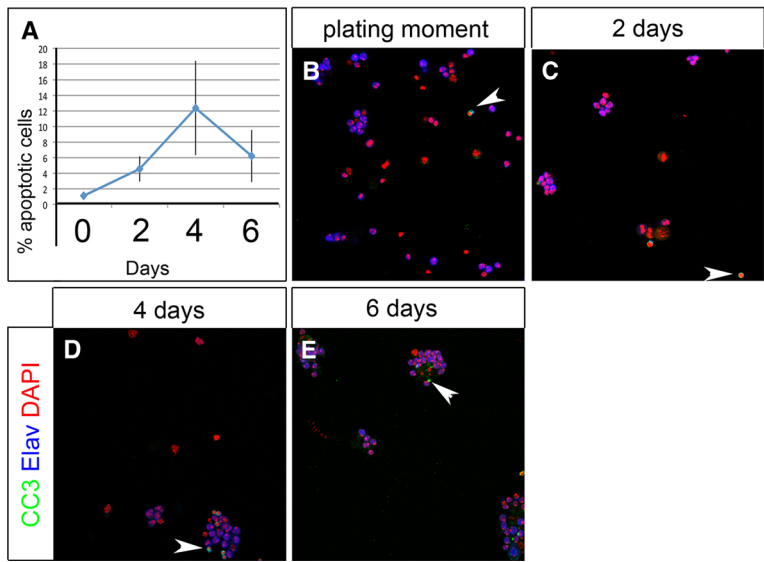 A
% apoptotic cells
20
18
16
14
12
10
8
6
4
2
0
0 2 4 6
Days
plating moment
B
2 days
C
4 days
D
6 days
E
CC3 Elav DAPI